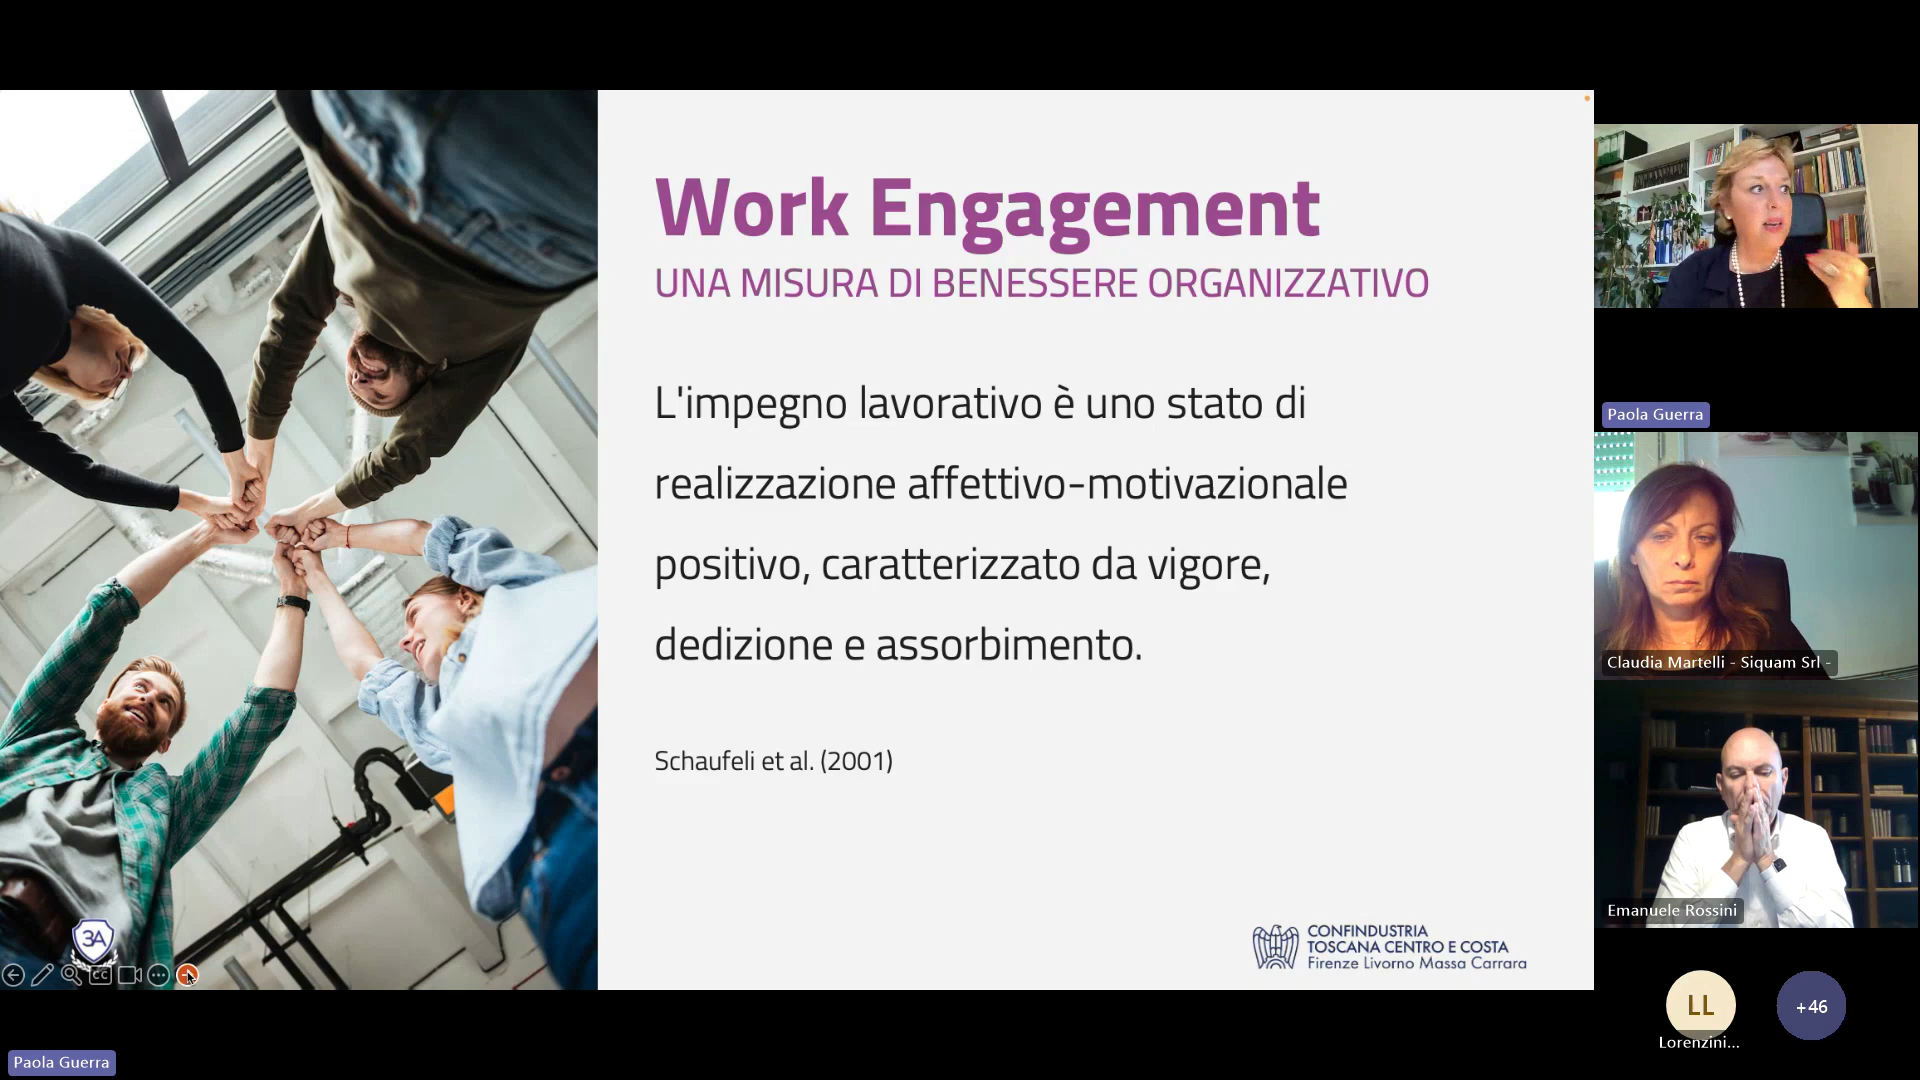 Work Engagement
UNA MISURA DI BENESSERE ORGANIZZATIVO
L'impegno lavorativo è uno stato di
realizzazione affettivo-motivazionale
positivo, caratterizzato da vigore,
dedizione e assorbimento.
Schaufeli et al. (2001)
3A
CC
CONFINDUSTRIA
TOSCANA CENTRO E COSTA
Firenze Livorno Massa Carrara
Paola Guerra
Paola Guerra
Claudia Martelli - Siquam Srl -
Emanuele Rossini
LL
Lorenzini...
+46